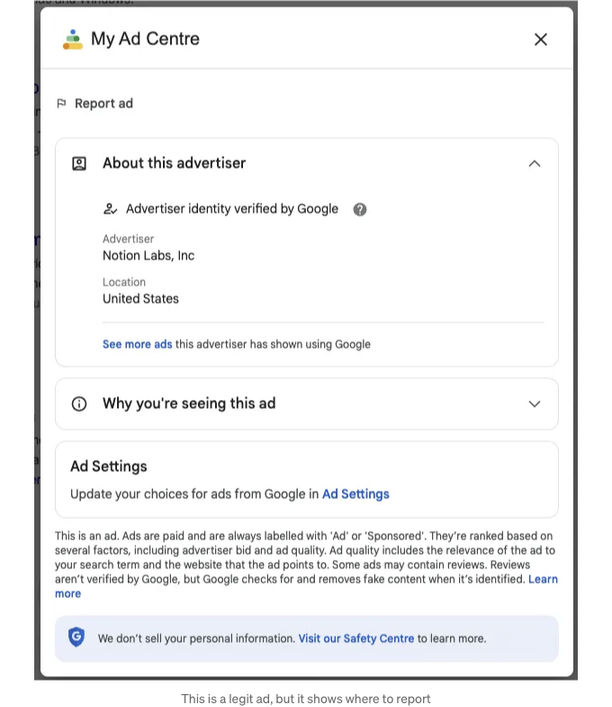 My Ad Centre
Report ad
About this advertiser
Advertiser identity verified by Google
Advertiser
Notion Labs, Inc
Location
United States
See more ads this advertiser has shown using Google
Why you're seeing this ad
Ad Settings
Update your choices for ads from Google in Ad Settings
This is an ad. Ads are paid and are always labelled with 'Ad' or 'Sponsored'. They're ranked based on
several factors, including advertiser bid and ad quality. Ad quality includes the relevance of the ad to
your search term and the website that the ad points to. Some ads may contain reviews. Reviews
aren't verified by Google, but Google checks for and removes fake content when it's identified. Learn
more
We don't sell your personal information. Visit our Safety Centre to learn more.
This is a legit ad, but it shows where to report